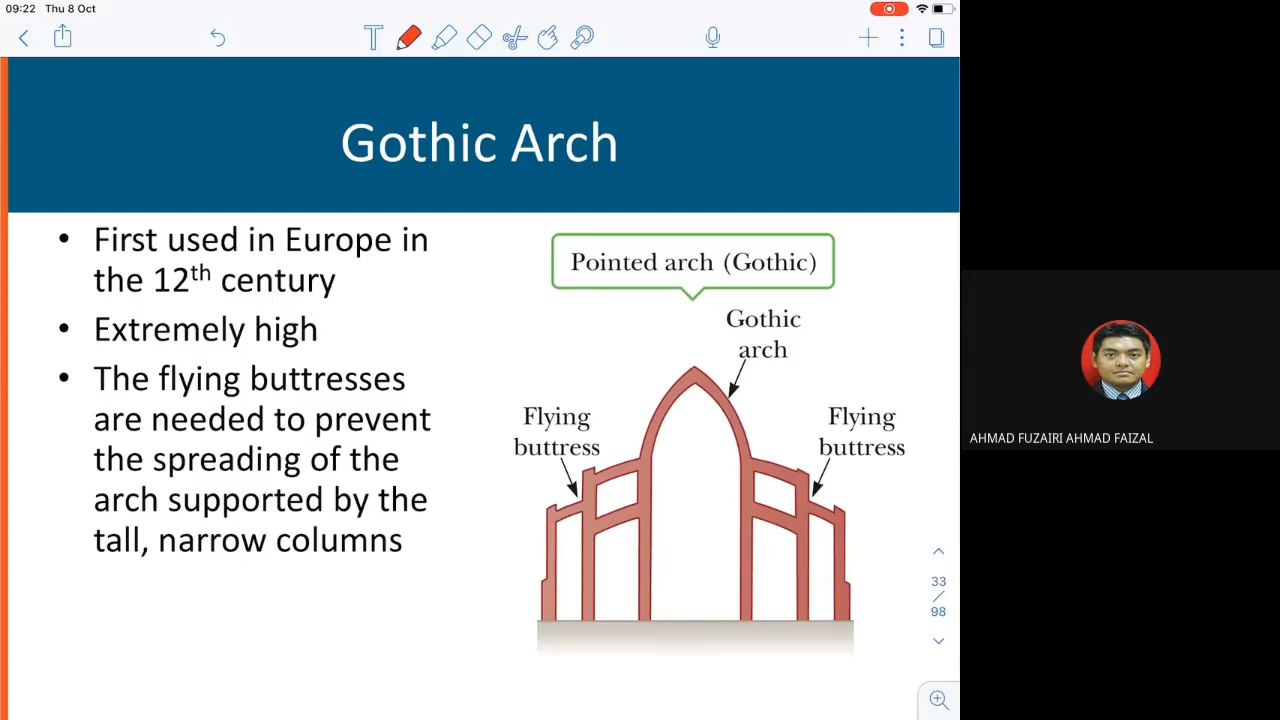 09:22 Thu 8 Oct
T
Gothic Arch
• First used in Europe in
the 12th century
• Extremely high
• The flying buttresses
are needed to prevent
the spreading of the
arch supported by the
tall, narrow columns
Pointed arch (Gothic)
Gothic
arch
Flying
buttress
Flying
buttress
33
/
98
AHMAD FUZAIRI AHMAD FAIZAL